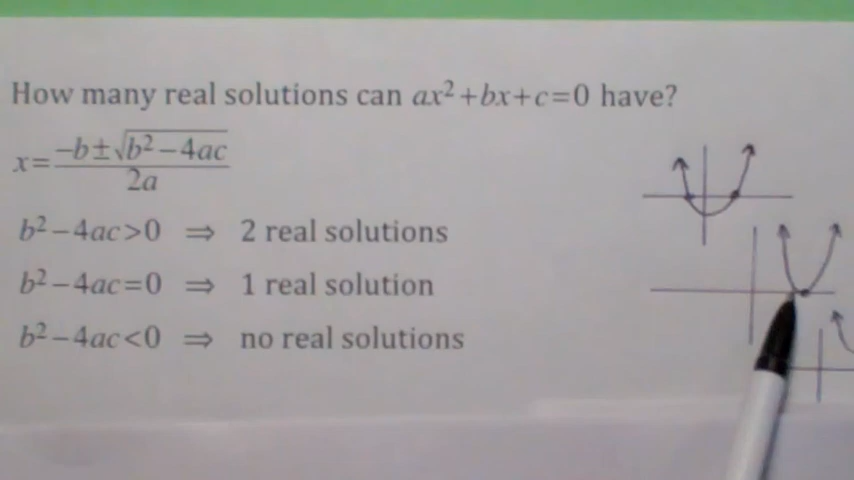 How many real solutions can ax²+bx+c=0 have?
x=\frac{-b±√(b²-4ac)}{2a}
b²-4ac>0 ⇒ 2 real solutions
b²-4ac=0 ⇒ 1 real solution
b²-4ac<0 ⇒ no real solutions